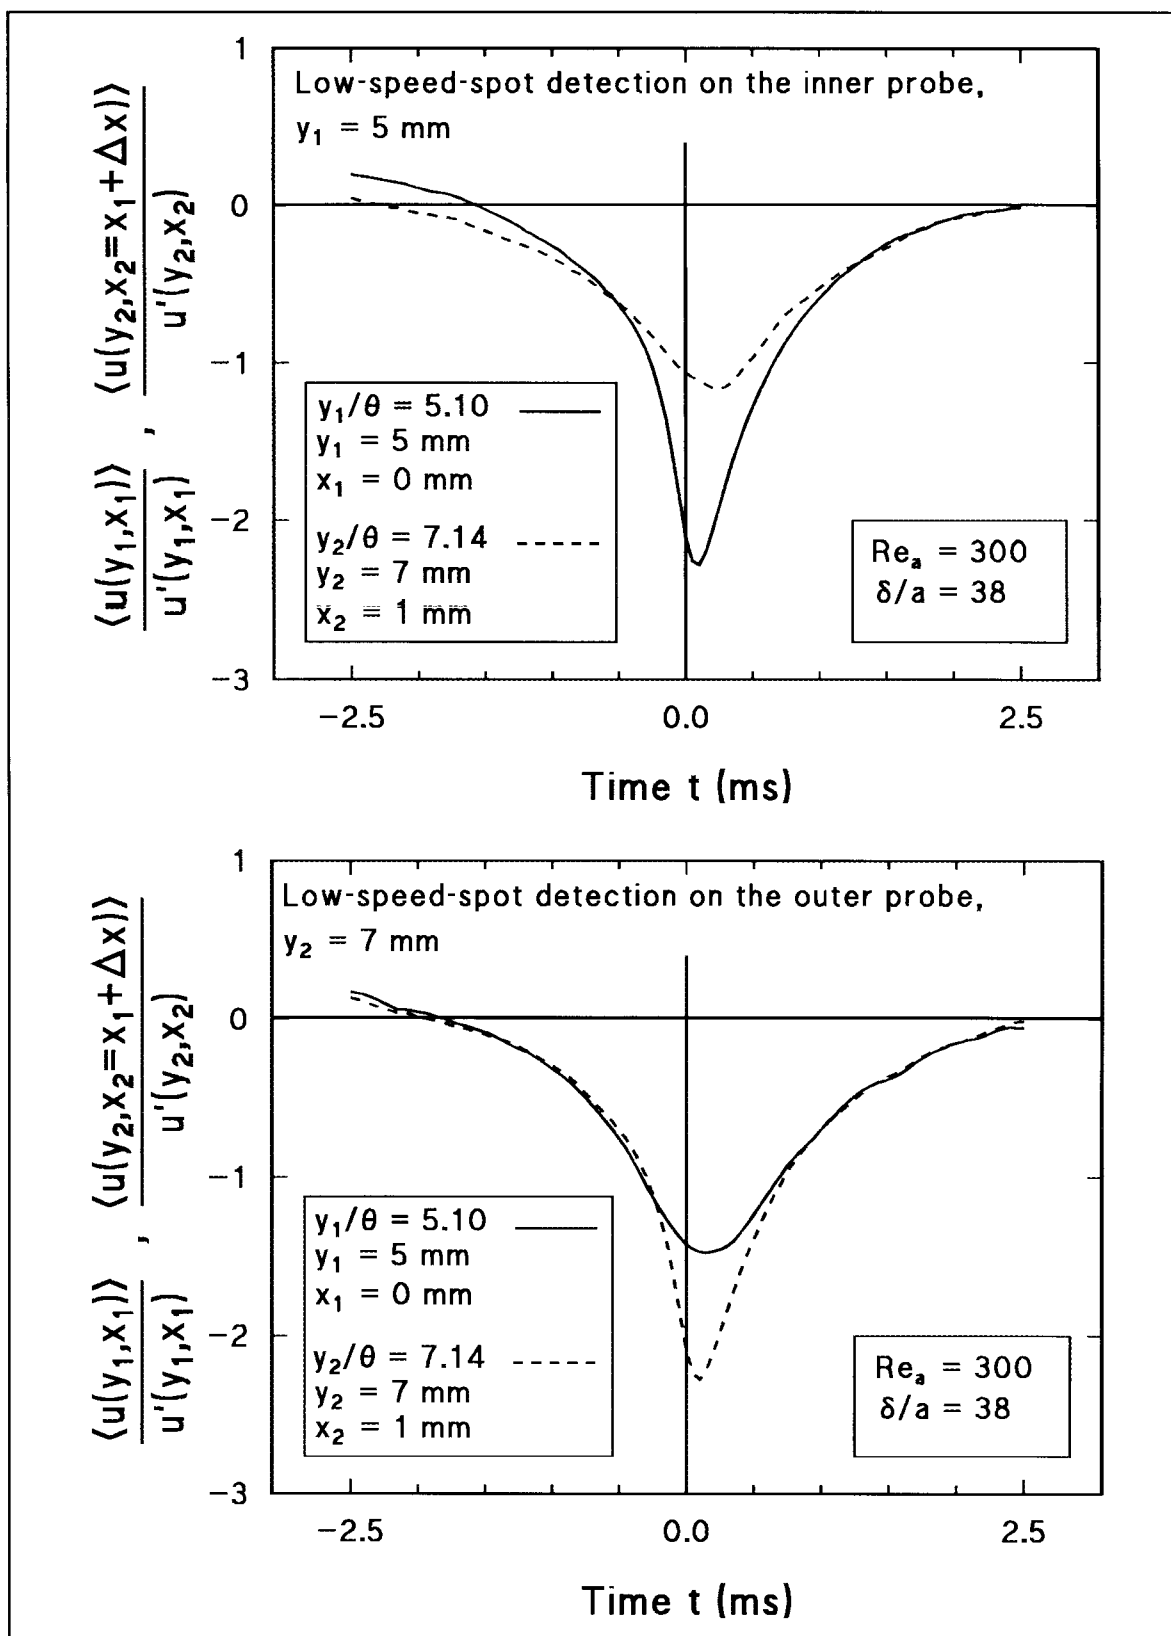 ⟨u(y₁,x₁)⟩ / u'(y₁,x₁) , ⟨u(y₂,x₂=x₁+Δx)⟩ / u'(y₂,x₂)
1
0
−1
−2
−3
Low-speed-spot detection on the inner probe,
y₁ = 5 mm
y₁/θ = 5.10
y₁ = 5 mm
x₁ = 0 mm
y₂/θ = 7.14
y₂ = 7 mm
x₂ = 1 mm
Reₐ = 300
δ/a = 38
−2.5 0.0 2.5
Time t (ms)
⟨u(y₁,x₁)⟩ / u'(y₁,x₁) , ⟨u(y₂,x₂=x₁+Δx)⟩ / u'(y₂,x₂)
1
0
−1
−2
−3
Low-speed-spot detection on the outer probe,
y₂ = 7 mm
y₁/θ = 5.10
y₁ = 5 mm
x₁ = 0 mm
y₂/θ = 7.14
y₂ = 7 mm
x₂ = 1 mm
Reₐ = 300
δ/a = 38
−2.5 0.0 2.5
Time t (ms)